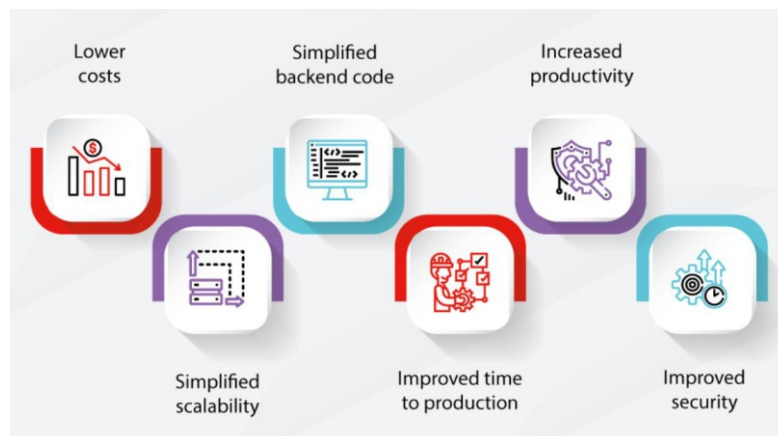 Lower
costs
Simplified
backend code
Increased
productivity
Simplified
scalability
Improved time
to production
Improved
security